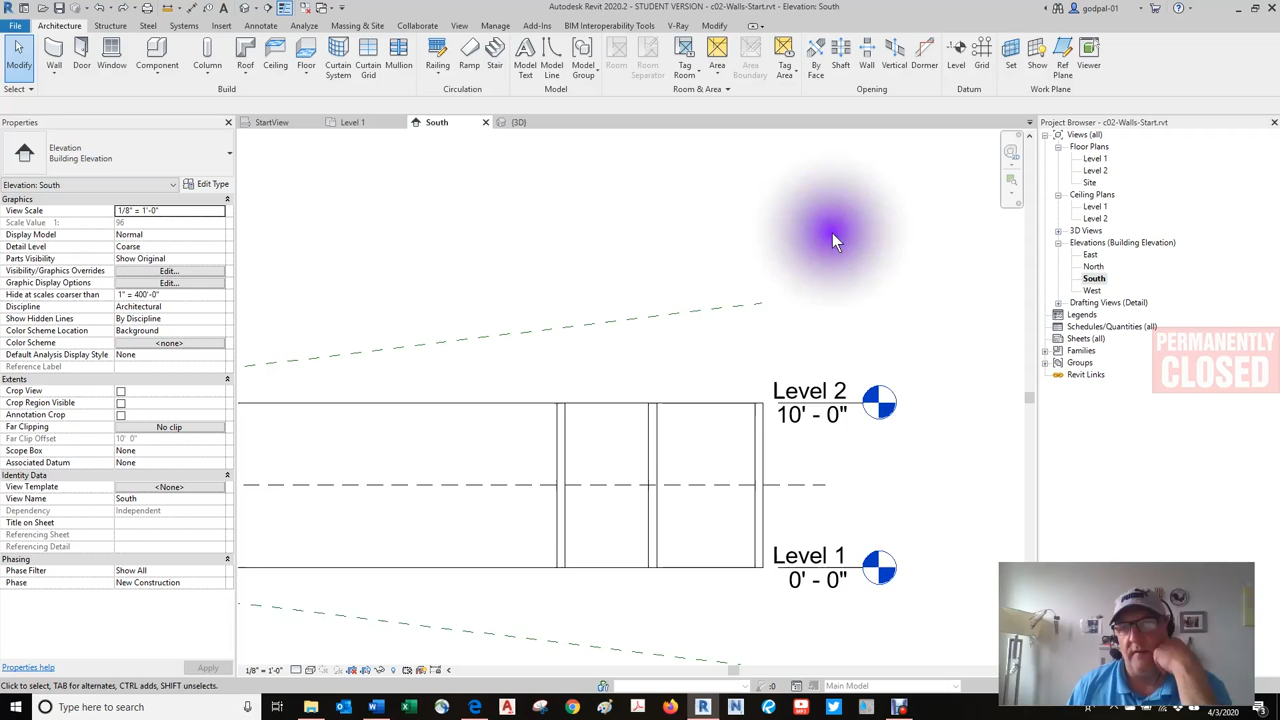 Autodesk Revit 2020.2 - STUDENT VERSION - c02-Walls-Start.rvt - Elevation: South
godpal-01
File Architecture Structure Steel Systems Insert Annotate Analyze Massing & Site Collaborate View Manage Add-Ins BIM Interoperability Tools V-Ray Modify
Modify Wall Door Window Component Column Roof Ceiling Floor Curtain System Curtain Grid Mullion Railing Ramp Stair Model Text Model Line Model Group Room Room Separator Tag Room Area Area Boundary Tag Area By Face Shaft Wall Vertical Dormer Level Grid Set Show Ref Plane Viewer
Select Build Circulation Model Room & Area Opening Datum Work Plane
Properties
StartView
Level 1
South
{3D}
Project Browser - c02-Walls-Start.rvt
Elevation
Building Elevation
Elevation: South
Edit Type
Graphics
View Scale 1/8" = 1'-0"
Scale Value 1: 96
Display Model Normal
Detail Level Coarse
Parts Visibility Show Original
Visibility/Graphics Overrides Edit...
Graphic Display Options Edit...
Hide at scales coarser than 1" = 400'-0"
Discipline Architectural
Show Hidden Lines By Discipline
Color Scheme Location Background
Color Scheme <none>
Default Analysis Display Style None
Reference Label
Extents
Crop View
Crop Region Visible
Annotation Crop
Far Clipping No clip
Far Clip Offset 10' 0"
Scope Box None
Associated Datum None
Identity Data
View Template <None>
View Name South
Dependency Independent
Title on Sheet
Referencing Sheet
Referencing Detail
Phasing
Phase Filter Show All
Phase New Construction
Properties help
Apply
Level 2
10' - 0"
Level 1
0' - 0"
Views (all)
Floor Plans
Level 1
Level 2
Site
Ceiling Plans
Level 1
Level 2
3D Views
Elevations (Building Elevation)
East
North
South
West
Drafting Views (Detail)
Legends
Schedules/Quantities (all)
Sheets (all)
Families
Groups
Revit Links
PERMANENTLY
CLOSED
1/8" = 1'-0"
Click to select, TAB for alternates, CTRL adds, SHIFT unselects.
:0
Main Model
Type here to search
4/3/2020